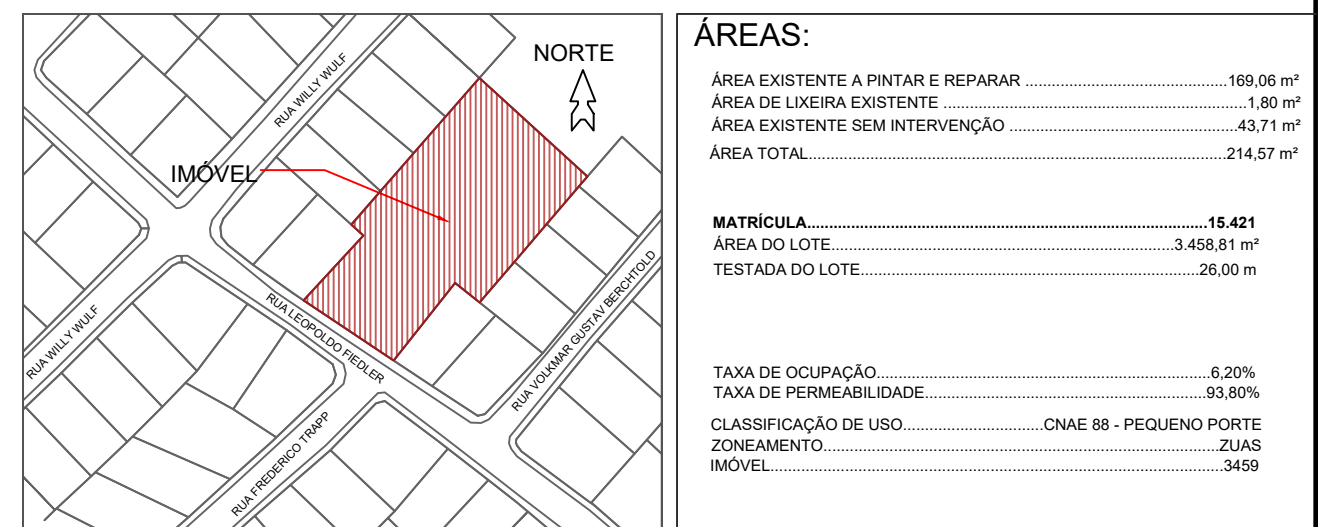 NORTE
RUA WILLY WULF
IMÓVEL
RUA WILLY WULF
RUA LEOPOLDO FIEDLER
RUA VOLKMAR GUSTAV BERCHTOLD
RUA FREDERICO TRAPP
ÁREAS:
ÁREA EXISTENTE A PINTAR E REPARAR ................................................169,06 m²
ÁREA DE LIXEIRA EXISTENTE ........................................................................1,80 m²
ÁREA EXISTENTE SEM INTERVENÇÃO .......................................................43,71 m²
ÁREA TOTAL....................................................................................................214,57 m²
MATRÍCULA................................................................................................15.421
ÁREA DO LOTE..................................................................................3.458,81 m²
TESTADA DO LOTE.................................................................................26,00 m
TAXA DE OCUPAÇÃO................................................................................6,20%
TAXA DE PERMEABILIDADE...................................................................93,80%
CLASSIFICAÇÃO DE USO.................................CNAE 88 - PEQUENO PORTE
ZONEAMENTO...............................................................................................ZUAS
IMÓVEL.............................................................................................................3459